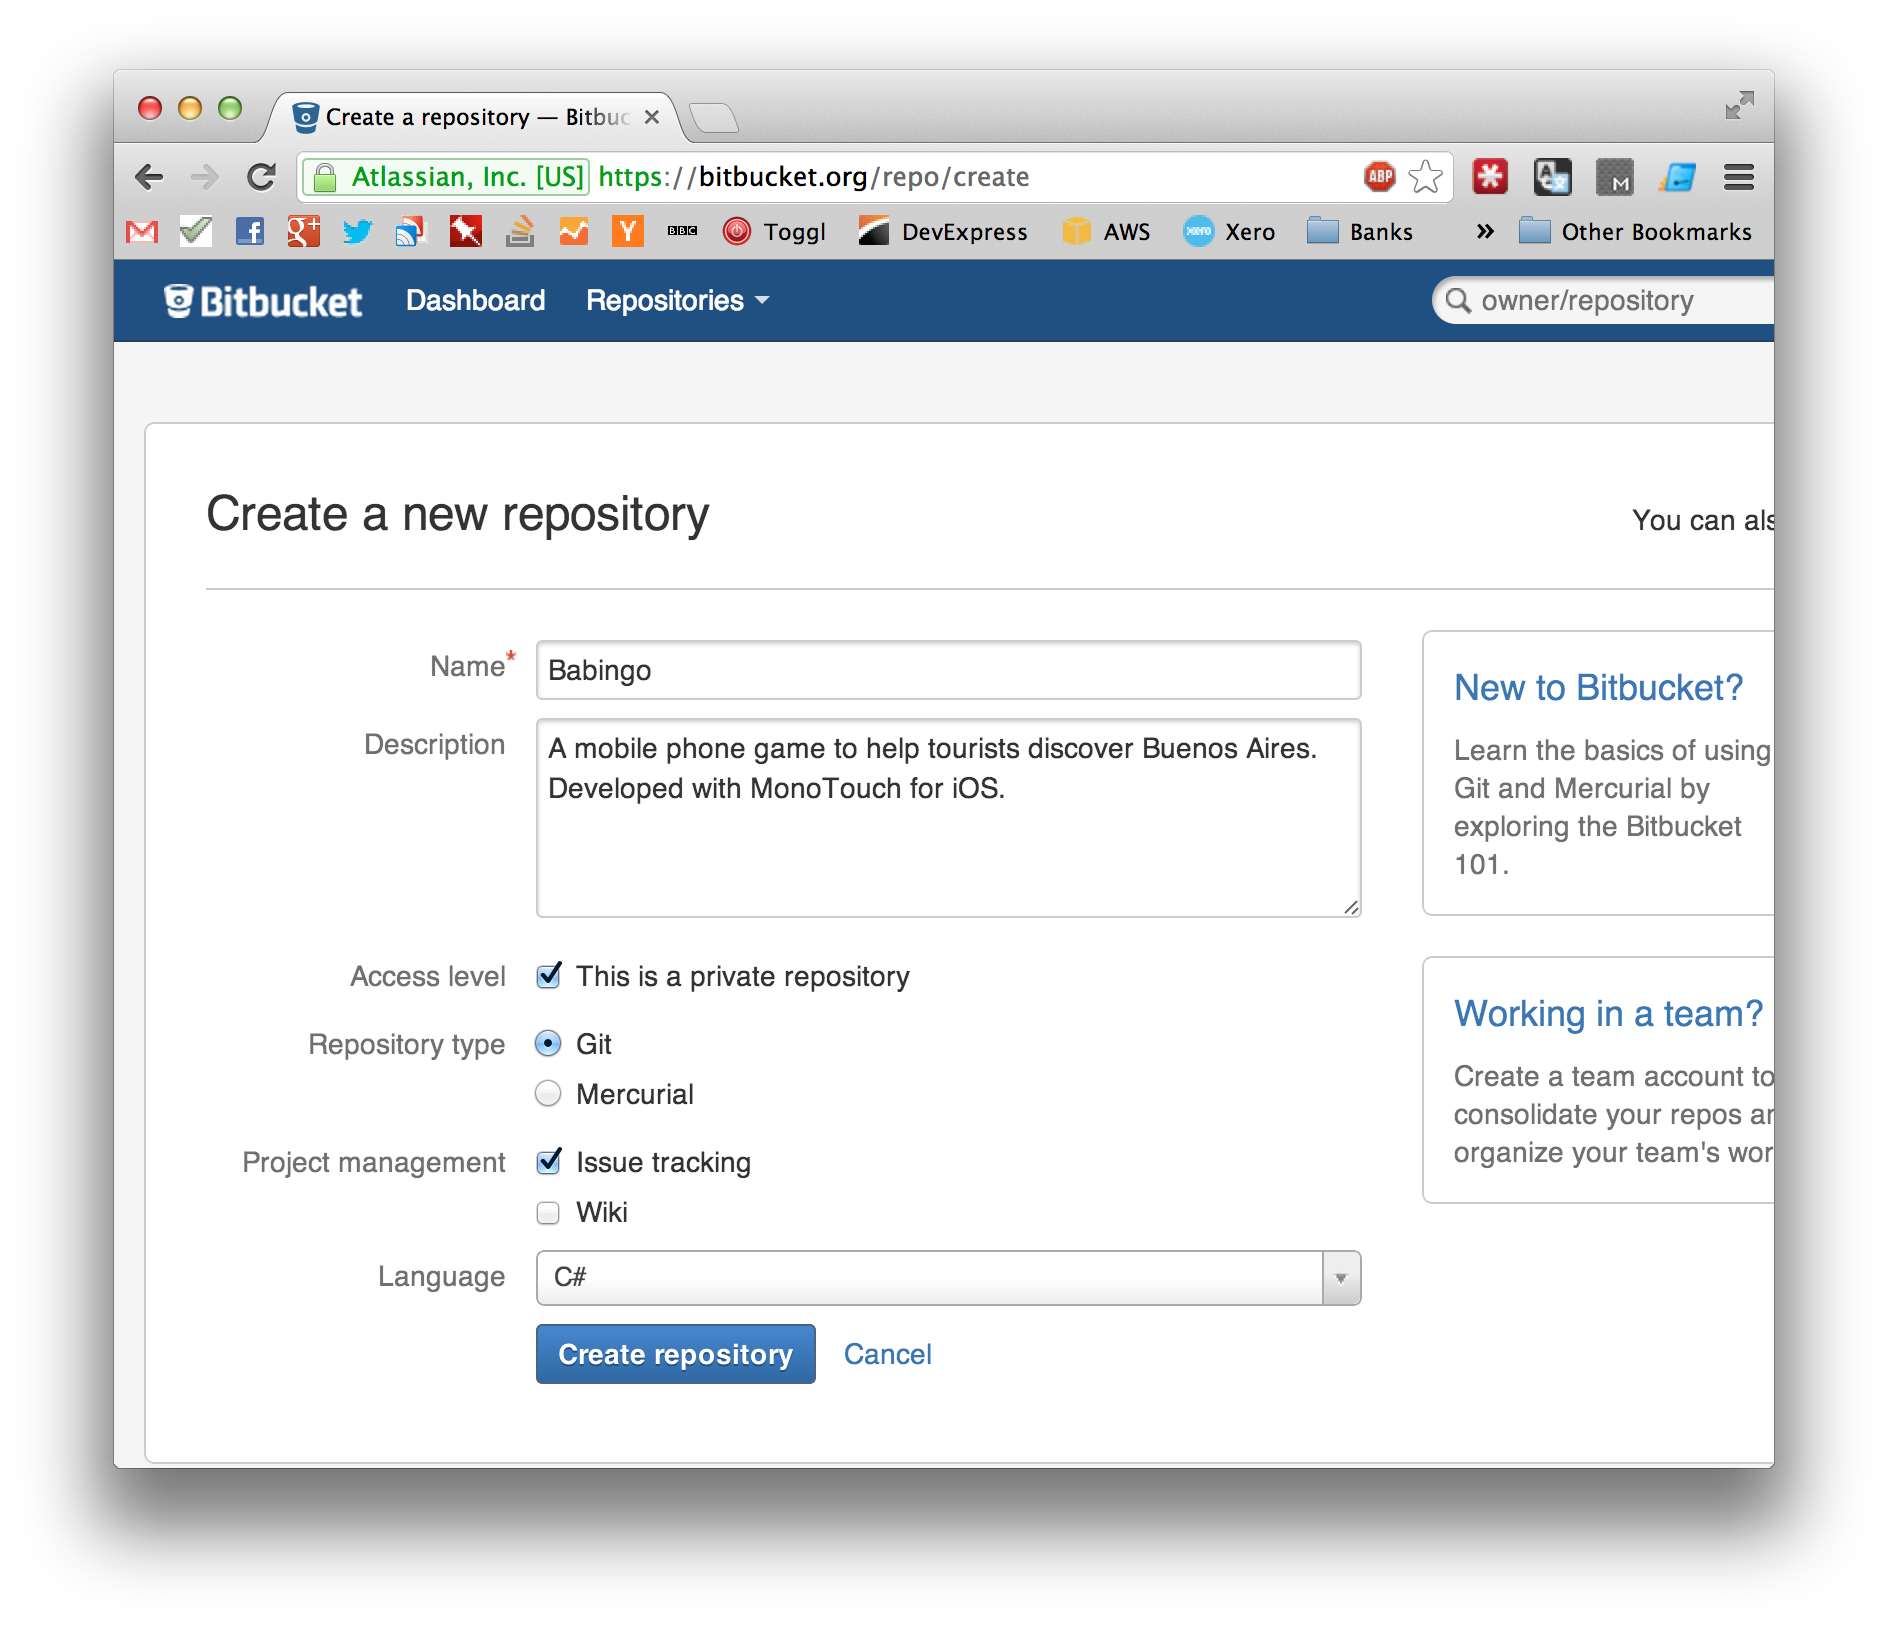 Create a repository — Bitbuc
Atlassian, Inc. [US] https://bitbucket.org/repo/create
ABP
M
BBC Toggl DevExpress AWS xero Xero Banks » Other Bookmarks
Bitbucket Dashboard Repositories owner/repository
Create a new repository
You can als
Name*
Babingo
Description
A mobile phone game to help tourists discover Buenos Aires.
Developed with MonoTouch for iOS.
Access level
This is a private repository
Repository type
Git
Mercurial
Project management
Issue tracking
Wiki
Language
C#
Create repository Cancel
New to Bitbucket?
Learn the basics of using
Git and Mercurial by
exploring the Bitbucket
101.
Working in a team?
Create a team account to
consolidate your repos an
organize your team's wor